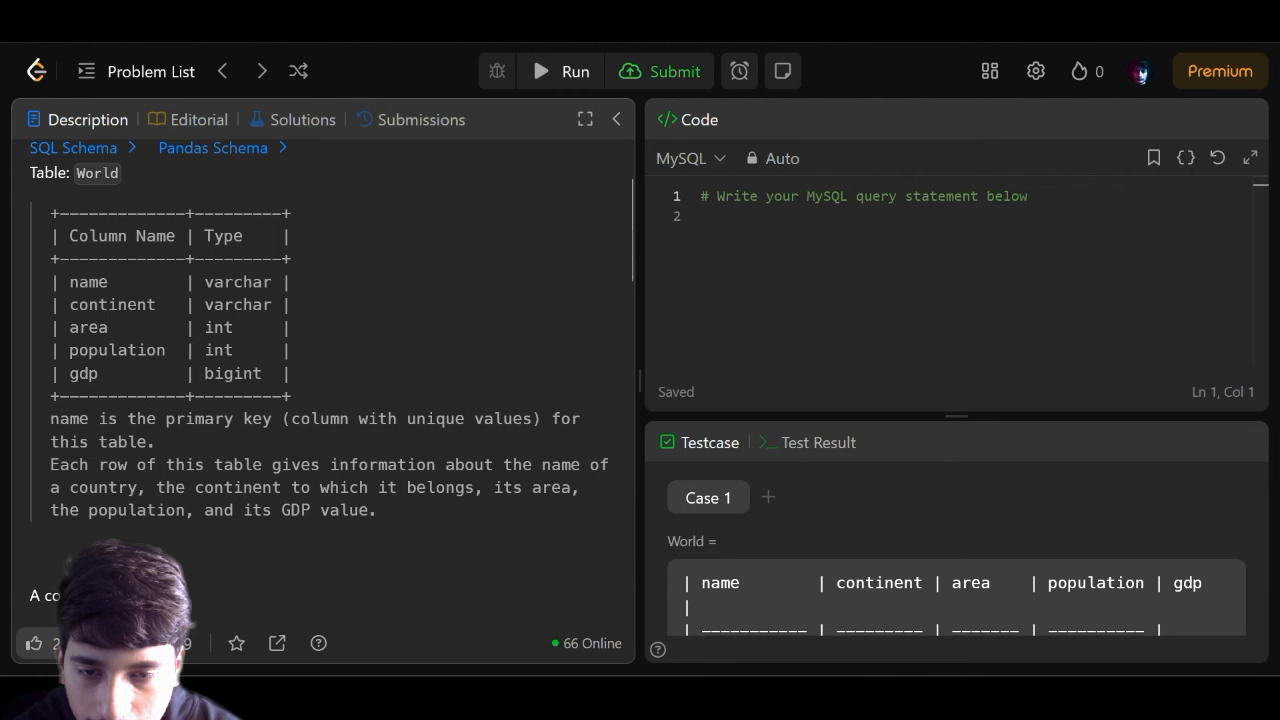 Problem List
Run
Submit
0
Premium
Description
Editorial
Solutions
Submissions
SQL Schema
Pandas Schema
Table: World
+-------------+---------+
| Column Name | Type    |
+-------------+---------+
| name        | varchar |
| continent   | varchar |
| area        | int     |
| population  | int     |
| gdp         | bigint  |
+-------------+---------+
name is the primary key (column with unique values) for
this table.
Each row of this table gives information about the name of
a country, the continent to which it belongs, its area,
the population, and its GDP value.
A
66 Online
</> Code
MySQL
Auto
1 # Write your MySQL query statement below
2
Saved
Ln 1, Col 1
Testcase
Test Result
Case 1
World =
| name        | continent | area    | population | gdp
|
| ----------- | --------- | ------- | ---------- |